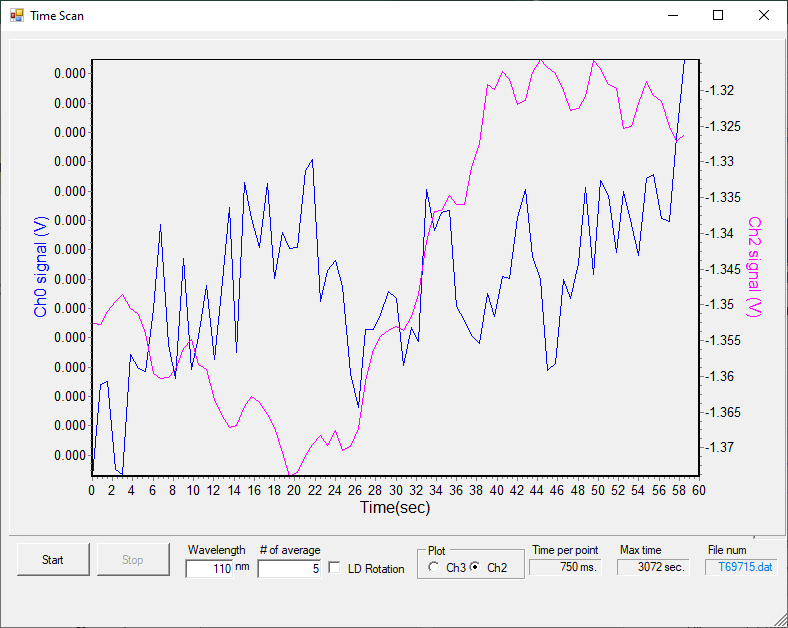 Time Scan
0.000
0.000
0.000
0.000
0.000
0.000
0.000
0.000
0.000
0.000
0.000
0.000
0.000
0.000
Ch0 signal (V)
-1.32
-1.325
-1.33
-1.335
-1.34
-1.345
-1.35
-1.355
-1.36
-1.365
-1.37
Ch2 signal (V)
0 2 4 6 8 10 12 14 16 18 20 22 24 26 28 30 32 34 36 38 40 42 44 46 48 50 52 54 56 58 60
Time(sec)
Start
Stop
Wavelength
110 nm
# of average
5
LD Rotation
Plot
Ch3 Ch2
Time per point
750 ms.
Max time
3072 sec.
File num
T69715.dat